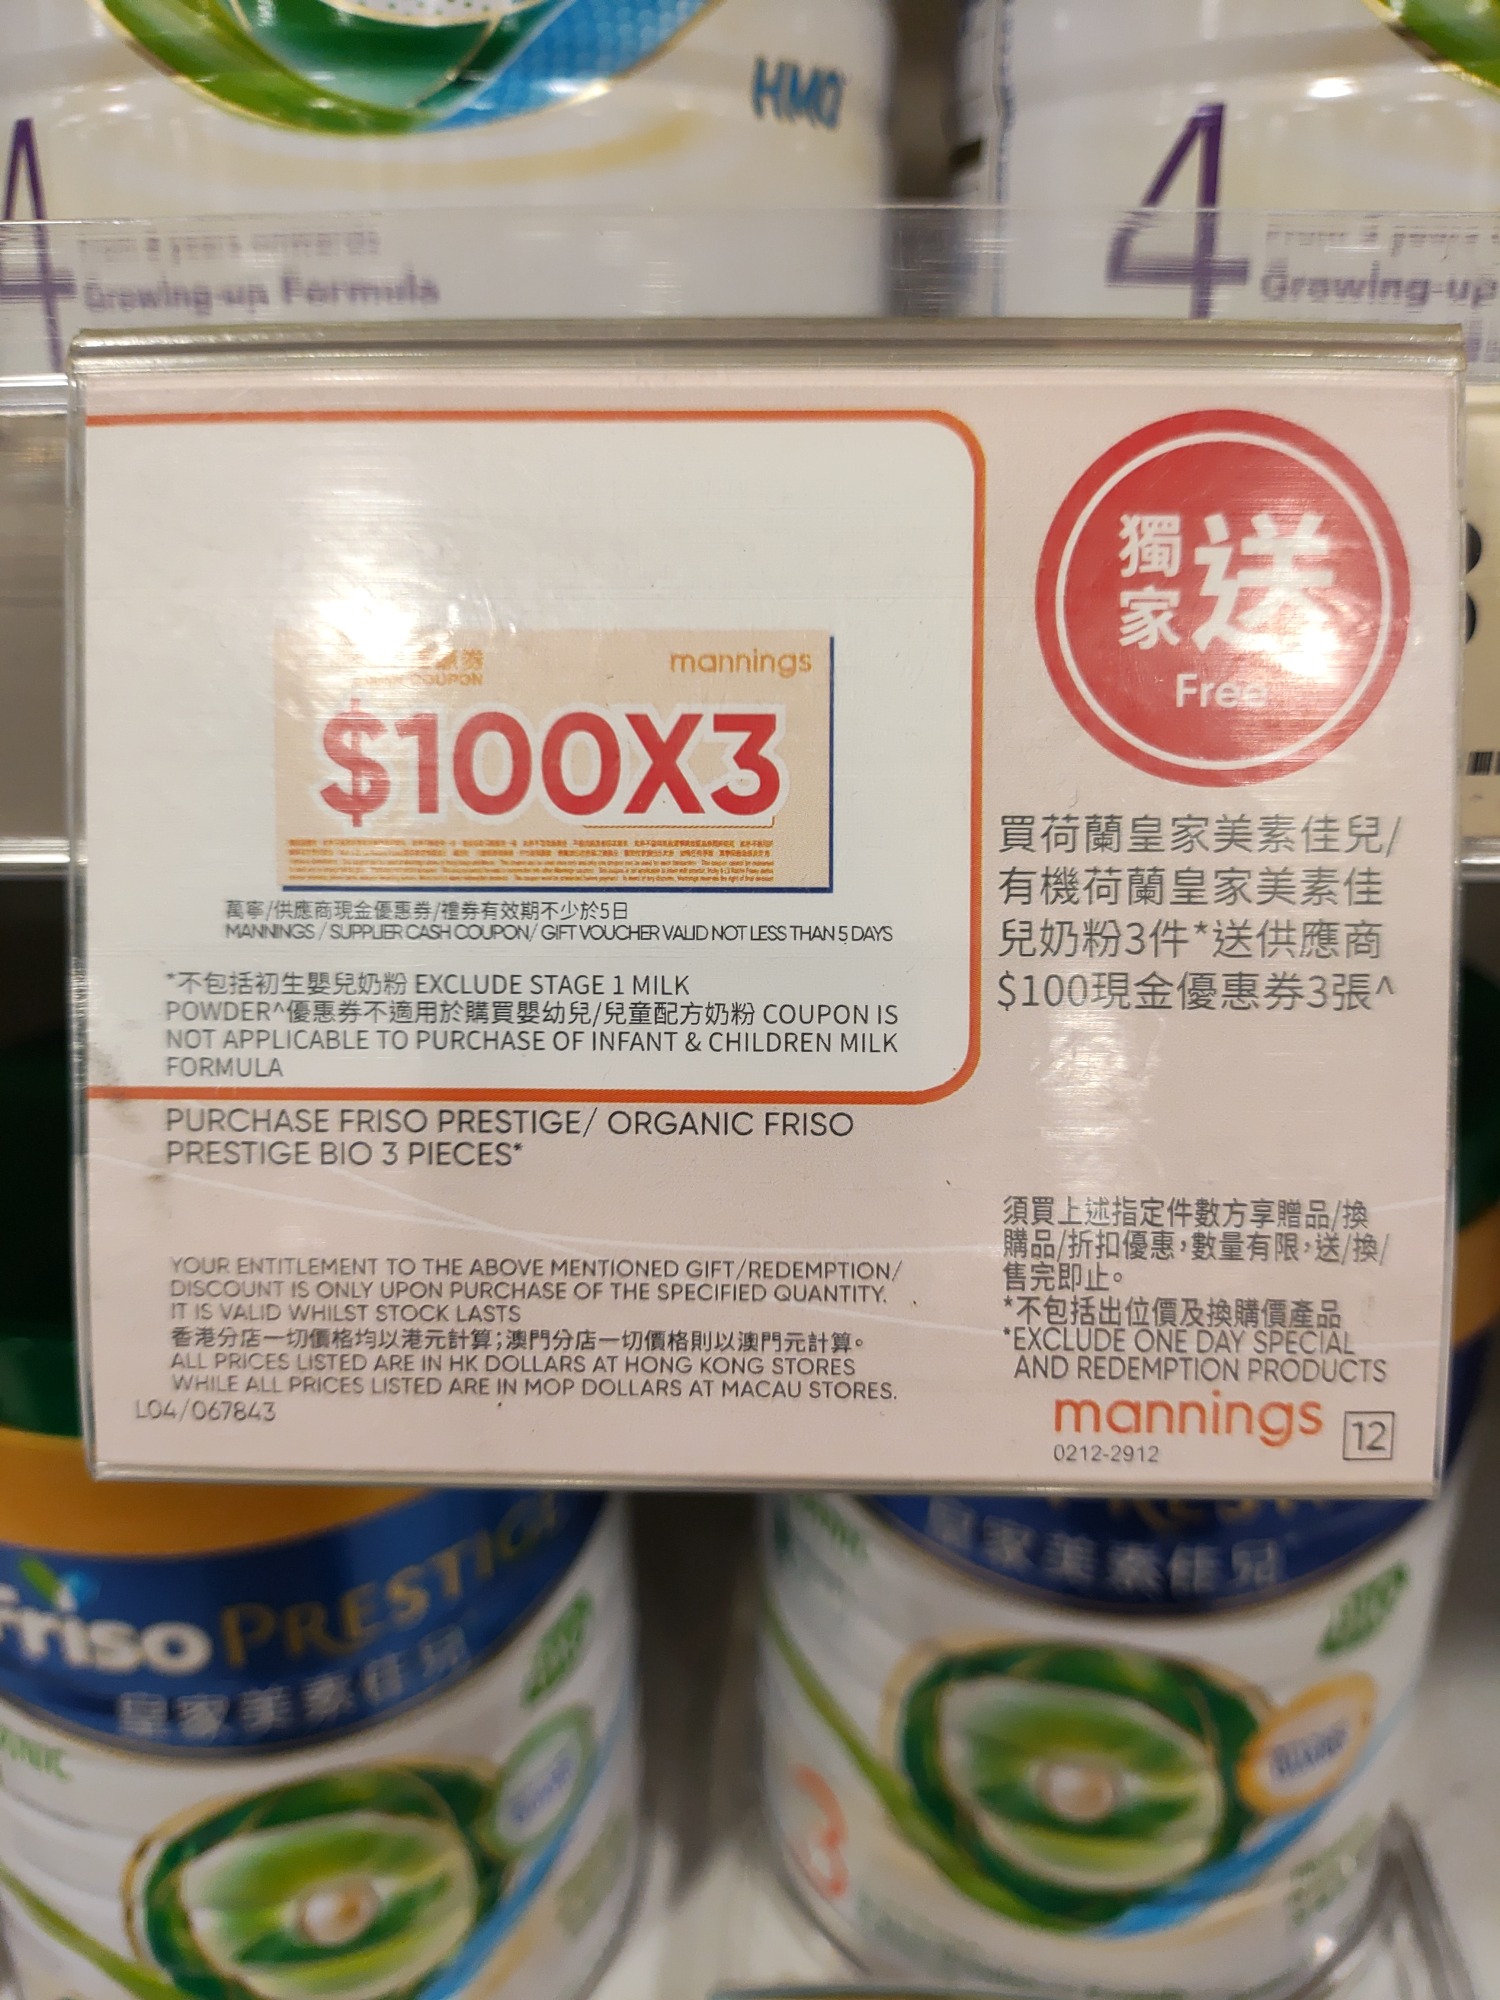 HMO
4
Growing-up Formula
4
Growing-up
獨家送
Free
券
COUPON
mannings
$100X3
萬寧/供應商現金優惠券/禮券有效期不少於5日
MANNINGS / SUPPLIER CASH COUPON/ GIFT VOUCHER VALID NOT LESS THAN 5 DAYS
*不包括初生嬰兒奶粉 EXCLUDE STAGE 1 MILK
POWDER^優惠券不適用於購買嬰幼兒/兒童配方奶粉 COUPON IS
NOT APPLICABLE TO PURCHASE OF INFANT & CHILDREN MILK
FORMULA
買荷蘭皇家美素佳兒/
有機荷蘭皇家美素佳
兒奶粉3件*送供應商
$100現金優惠券3張^
PURCHASE FRISO PRESTIGE/ ORGANIC FRISO
PRESTIGE BIO 3 PIECES*
YOUR ENTITLEMENT TO THE ABOVE MENTIONED GIFT/REDEMPTION/
DISCOUNT IS ONLY UPON PURCHASE OF THE SPECIFIED QUANTITY.
IT IS VALID WHILST STOCK LASTS
香港分店一切價格均以港元計算;澳門分店一切價格則以澳門元計算。
ALL PRICES LISTED ARE IN HK DOLLARS AT HONG KONG STORES
WHILE ALL PRICES LISTED ARE IN MOP DOLLARS AT MACAU STORES.
L04/067843
須買上述指定件數方享贈品/換
購品/折扣優惠,數量有限,送/換/
售完即止。
*不包括出位價及換購價產品
*EXCLUDE ONE DAY SPECIAL
AND REDEMPTION PRODUCTS
mannings
12
0212-2912
Friso PRESTIGE
皇家美素佳兒
皇家美素佳兒
3